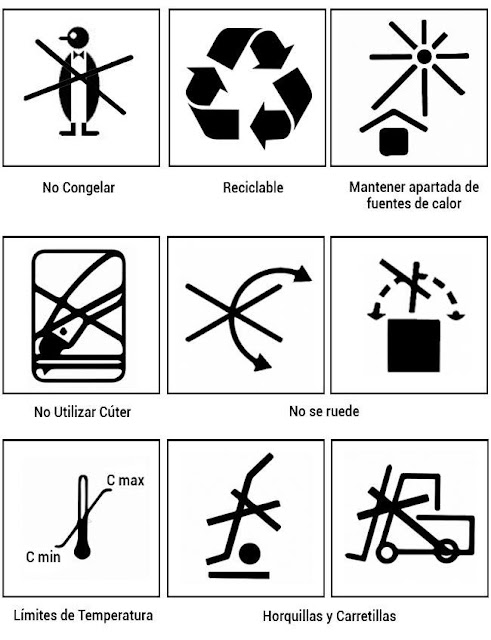 No Congelar
Reciclable
Mantener apartada de
fuentes de calor
No Utilizar Cúter
No se ruede
C max
C min
Límites de Temperatura
Horquillas y Carretillas